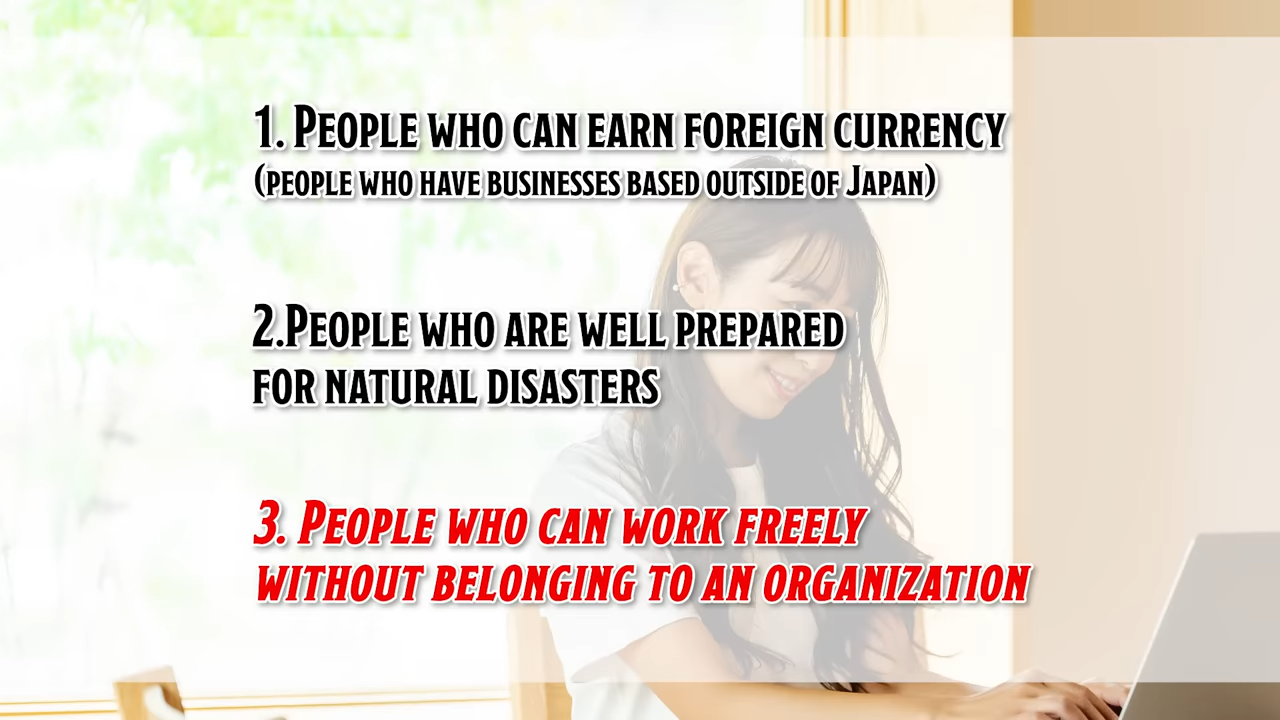 1. People who can earn foreign currency
(people who have businesses based outside of Japan)
2.People who are well prepared
for natural disasters
3. People who can work freely
without belonging to an organization